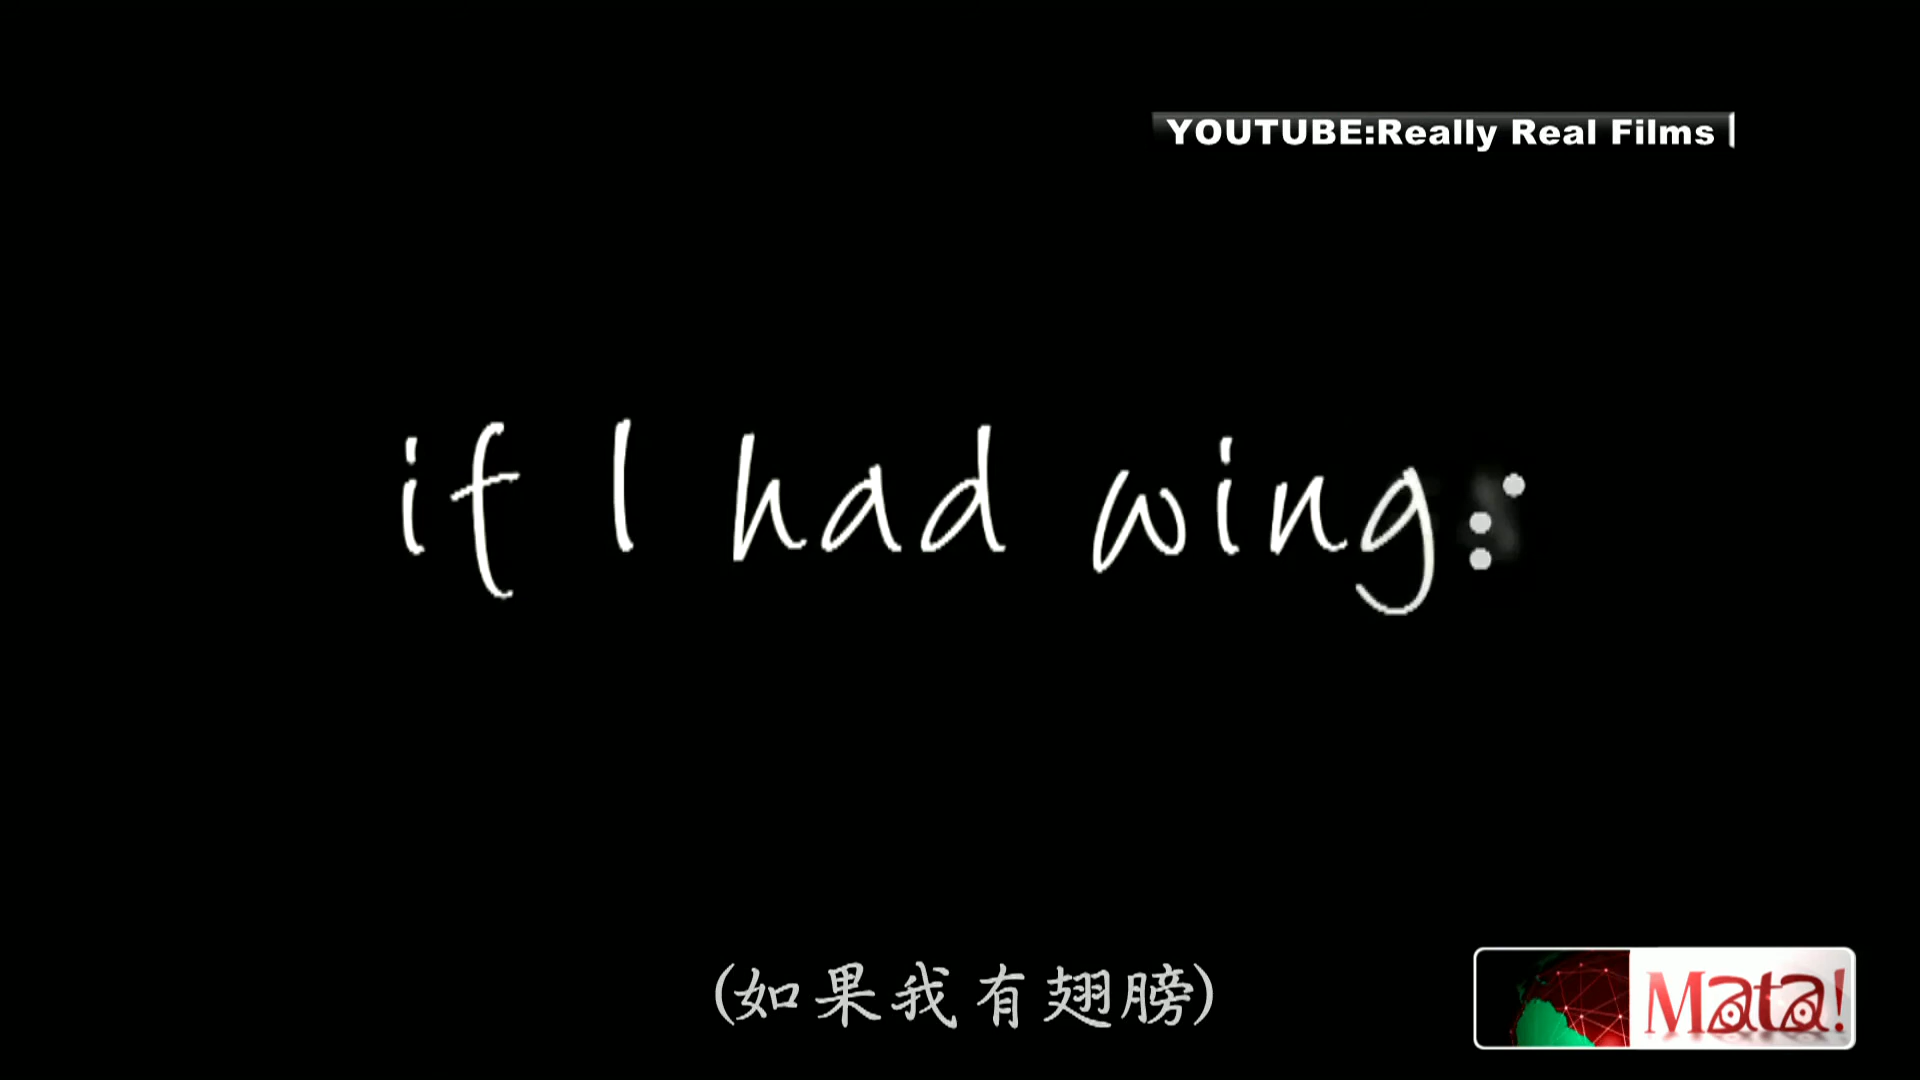 YOUTUBE:Really Real Films
if I had wing
(如果我有翅膀)
Mata!